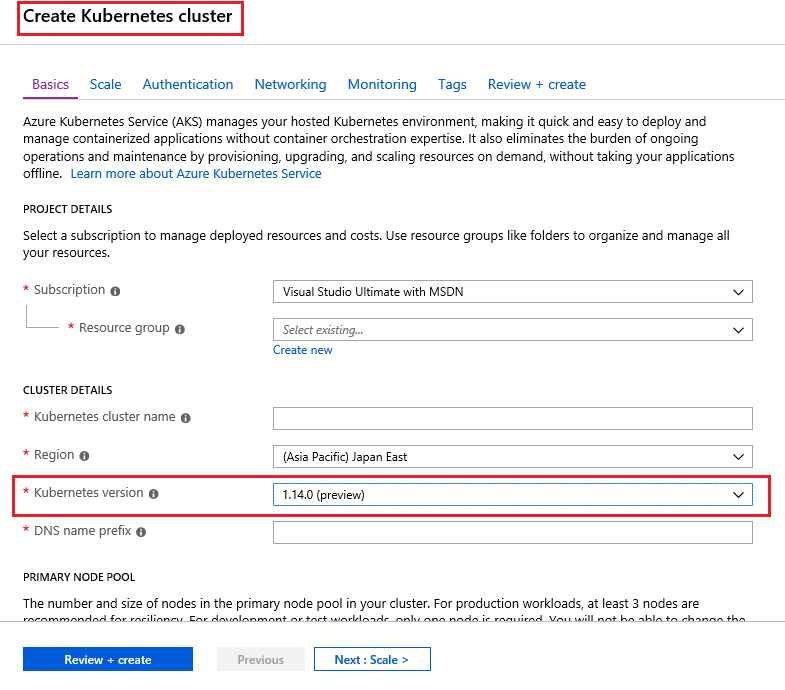 Create Kubernetes cluster
Basics Scale Authentication Networking Monitoring Tags Review + create
Azure Kubernetes Service (AKS) manages your hosted Kubernetes environment, making it quick and easy to deploy and
manage containerized applications without container orchestration expertise. It also eliminates the burden of ongoing
operations and maintenance by provisioning, upgrading, and scaling resources on demand, without taking your applications
offline. Learn more about Azure Kubernetes Service
PROJECT DETAILS
Select a subscription to manage deployed resources and costs. Use resource groups like folders to organize and manage all
your resources.
* Subscription Visual Studio Ultimate with MSDN
* Resource group Select existing...
Create new
CLUSTER DETAILS
* Kubernetes cluster name
* Region (Asia Pacific) Japan East
* Kubernetes version 1.14.0 (preview)
* DNS name prefix
PRIMARY NODE POOL
The number and size of nodes in the primary node pool in your cluster. For production workloads, at least 3 nodes are
recommended for resiliency. For development or test workloads, only one node is required. You will not be able to change the
Review + create Previous Next : Scale >